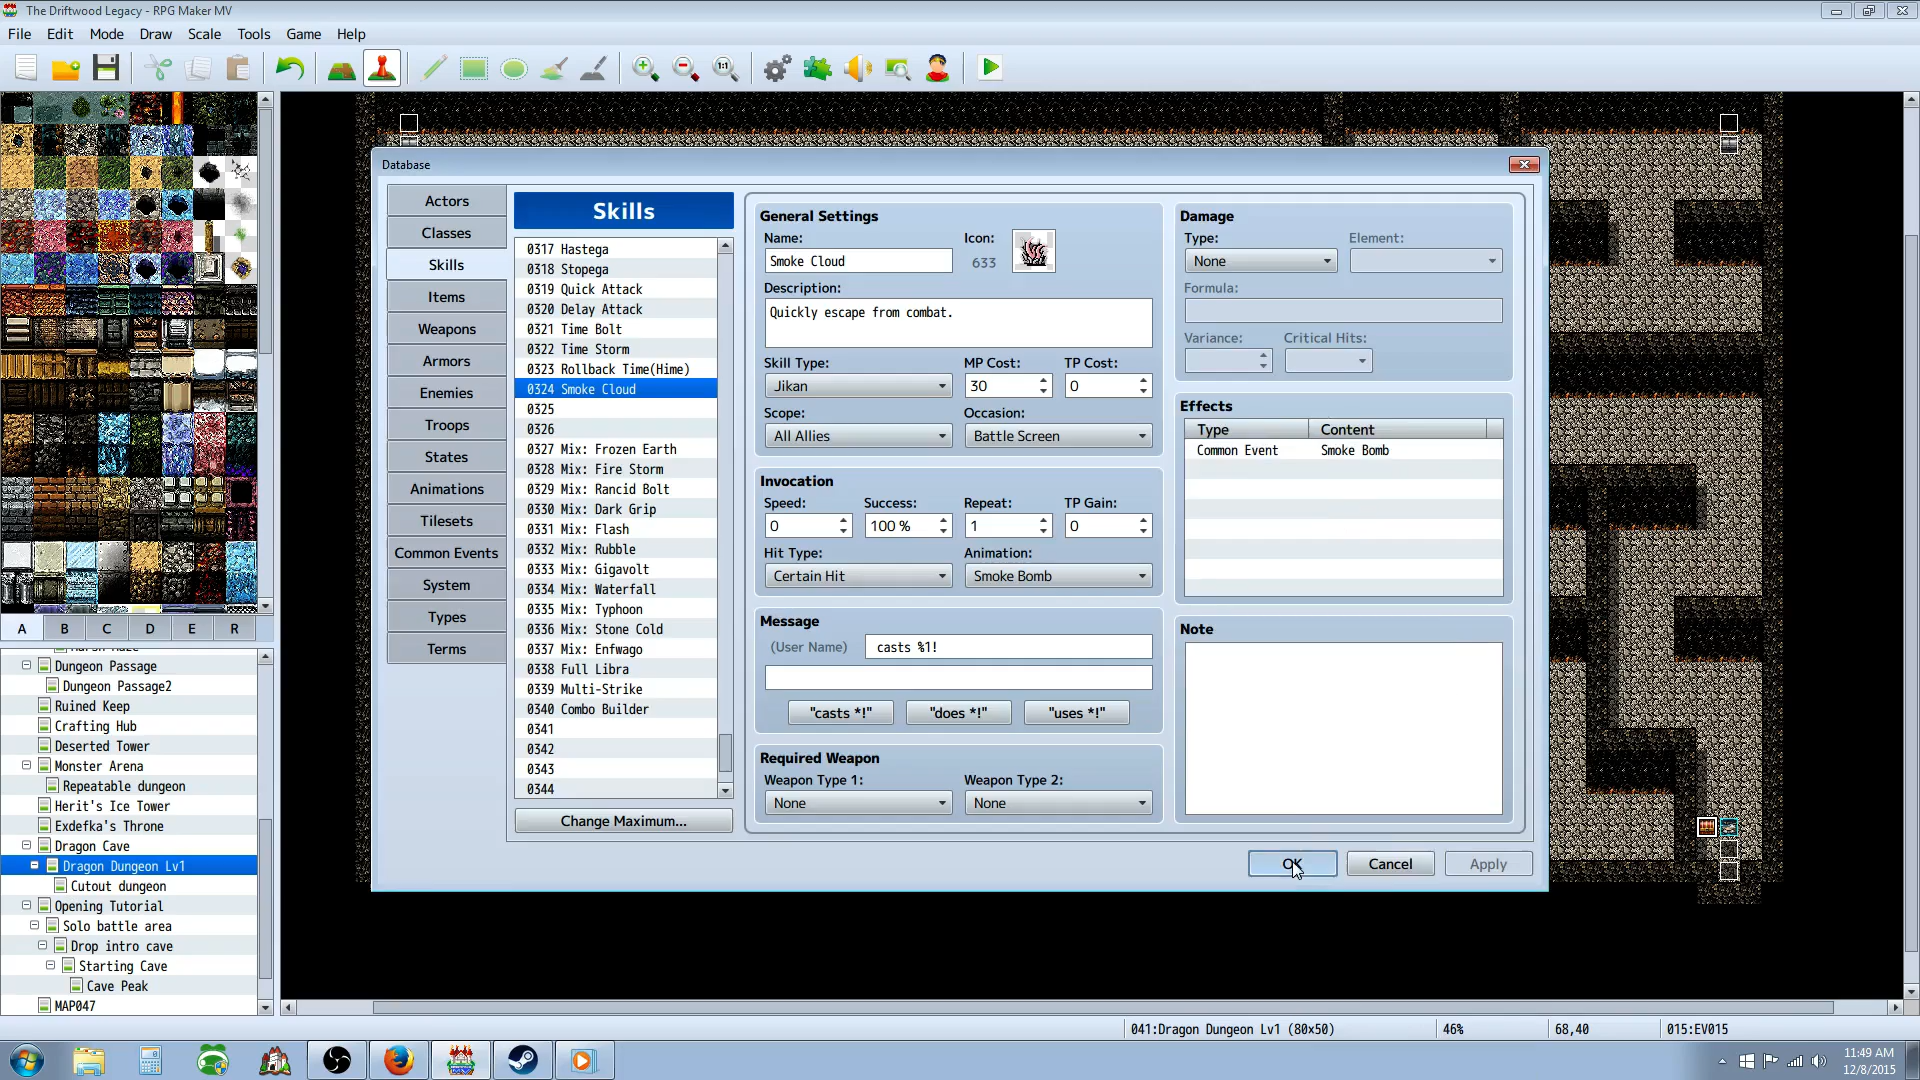 The Driftwood Legacy - RPG Maker MV
File Edit Mode Draw Scale Tools Game Help
1:1
A B C D E R
Dungeon Passage
Dungeon Passage2
Ruined Keep
Crafting Hub
Deserted Tower
Monster Arena
Repeatable dungeon
Herit's Ice Tower
Exdefka's Throne
Dragon Cave
Dragon Dungeon Lv1
Cutout dungeon
Opening Tutorial
Solo battle area
Drop intro cave
Starting Cave
Cave Peak
MAP047
Database
Actors
Classes
Skills
Items
Weapons
Armors
Enemies
Troops
States
Animations
Tilesets
Common Events
System
Types
Terms
Skills
0317 Hastega
0318 Stopega
0319 Quick Attack
0320 Delay Attack
0321 Time Bolt
0322 Time Storm
0323 Rollback Time(Hime)
0324 Smoke Cloud
0325
0326
0327 Mix: Frozen Earth
0328 Mix: Fire Storm
0329 Mix: Rancid Bolt
0330 Mix: Dark Grip
0331 Mix: Flash
0332 Mix: Rubble
0333 Mix: Gigavolt
0334 Mix: Waterfall
0335 Mix: Typhoon
0336 Mix: Stone Cold
0337 Mix: Enfwago
0338 Full Libra
0339 Multi-Strike
0340 Combo Builder
0341
0342
0343
0344
Change Maximum...
General Settings
Name: Icon:
Smoke Cloud 633
Description:
Quickly escape from combat.
Skill Type: MP Cost: TP Cost:
Jikan 30 0
Scope: Occasion:
All Allies Battle Screen
Invocation
Speed: Success: Repeat: TP Gain:
0 100 % 1 0
Hit Type: Animation:
Certain Hit Smoke Bomb
Message
(User Name) casts %1!
"casts *!" "does *!" "uses *!"
Required Weapon
Weapon Type 1: Weapon Type 2:
None None
Damage
Type: Element:
None
Formula:
Variance: Critical Hits:
Effects
Type Content
Common Event Smoke Bomb
Note
OK Cancel Apply
041:Dragon Dungeon Lv1 (80x50) 46% 68,40 015:EV015
11:49 AM
12/8/2015